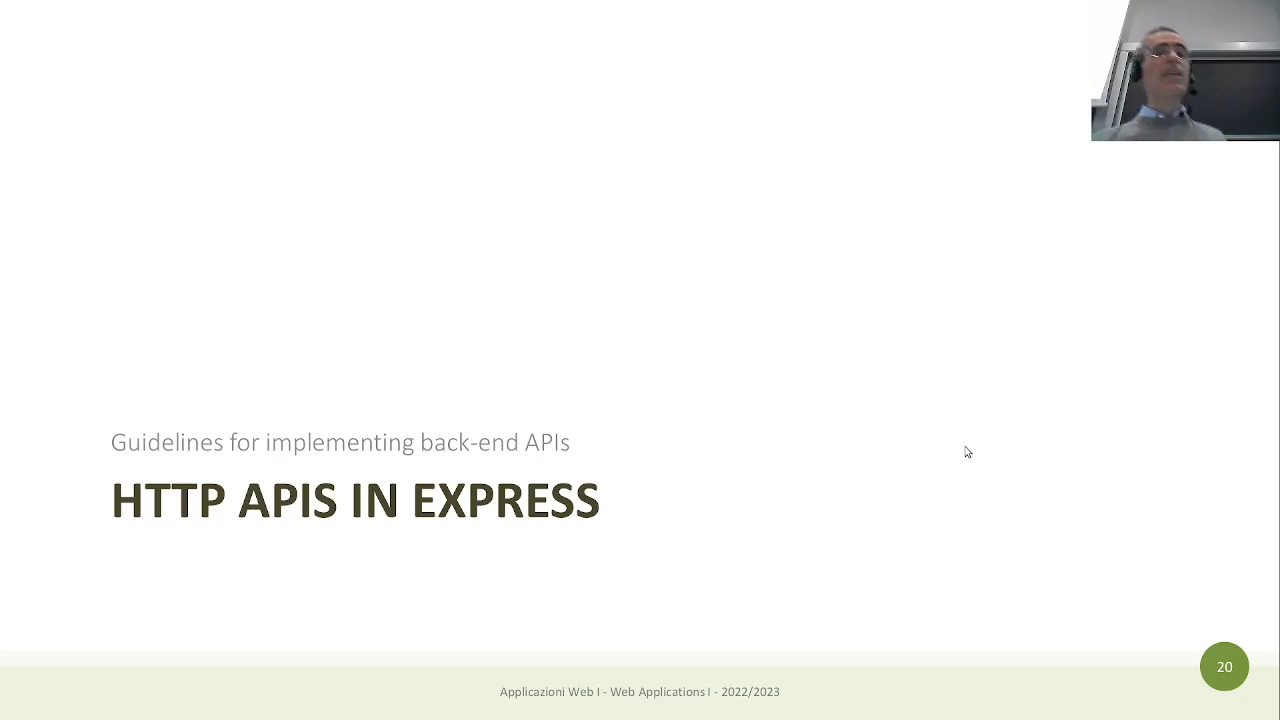 Guidelines for implementing back-end APIs
HTTP APIS IN EXPRESS
20
Applicazioni Web I - Web Applications I - 2022/2023